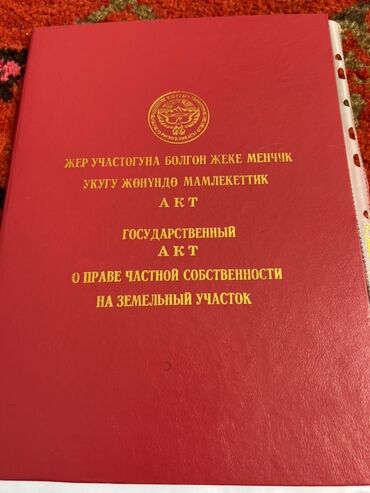 ЖЕР УЧАСТОГУНА БОЛГОН ЖЕКЕ МЕНЧИК
УКУГУ ЖӨНҮНДӨ МАМЛЕКЕТТИК
АКТ
ГОСУДАРСТВЕННЫЙ
АКТ
О ПРАВЕ ЧАСТНОЙ СОБСТВЕННОСТИ
НА ЗЕМЕЛЬНЫЙ УЧАСТОК